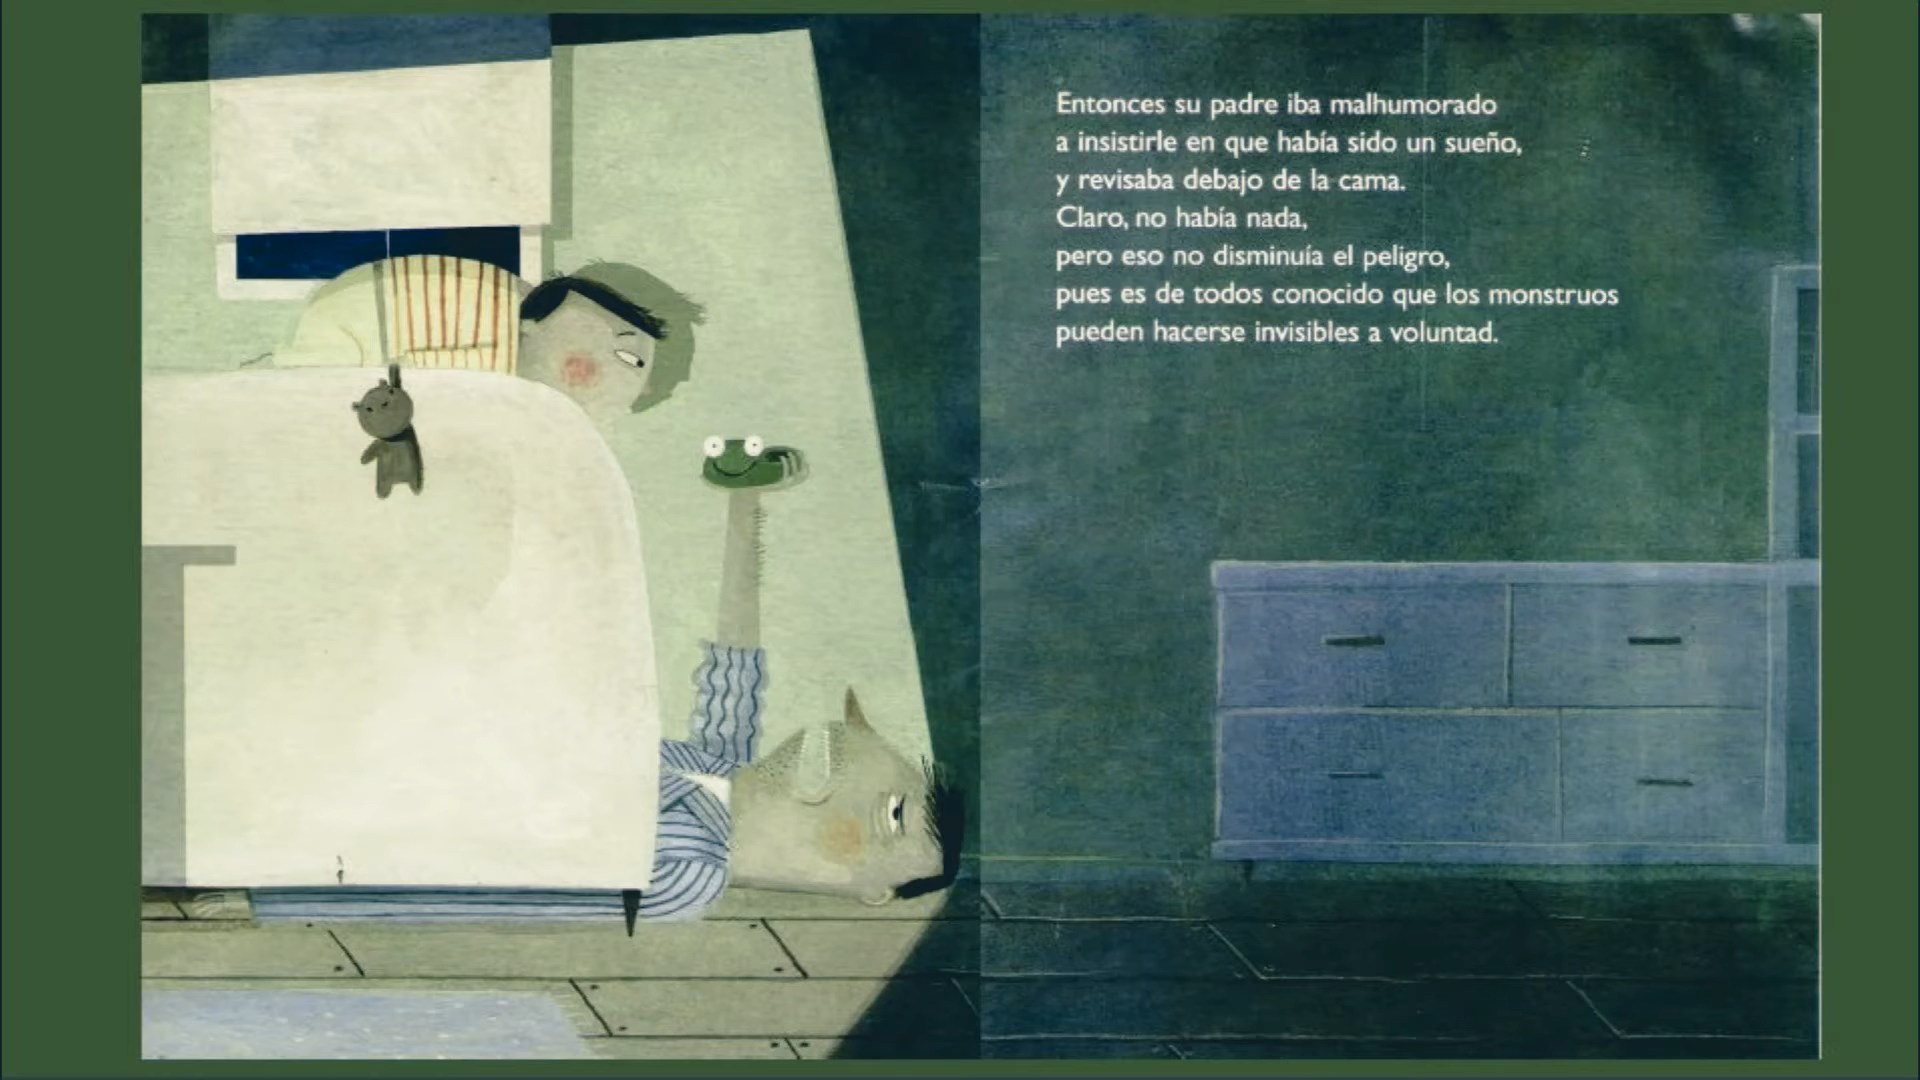 Entonces su padre iba malhumorado
a insistirle en que había sido un sueño,
y revisaba debajo de la cama.
Claro, no había nada,
pero eso no disminuía el peligro,
pues es de todos conocido que los monstruos
pueden hacerse invisibles a voluntad.